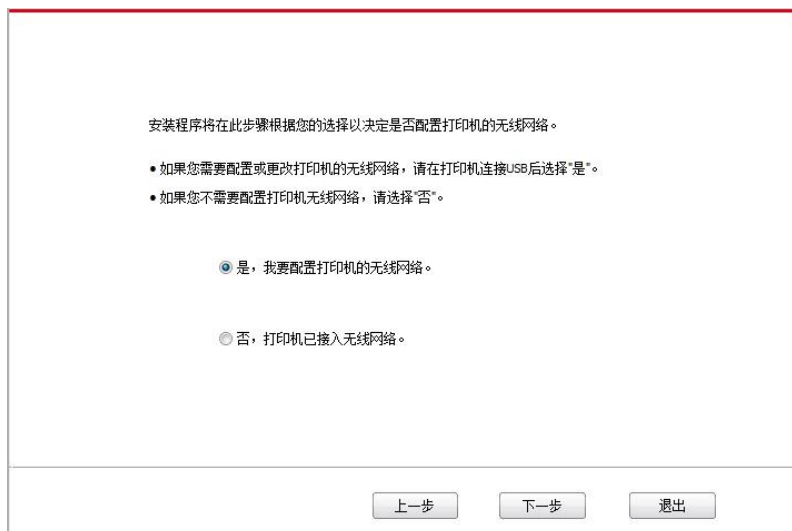 安装程序将在此步骤根据您的选择以决定是否配置打印机的无线网络。
• 如果您需要配置或更改打印机的无线网络，请在打印机连接USB后选择"是"。
• 如果您不需要配置打印机无线网络，请选择"否"。
是，我要配置打印机的无线网络。
否，打印机已接入无线网络。
上一步 下一步 退出